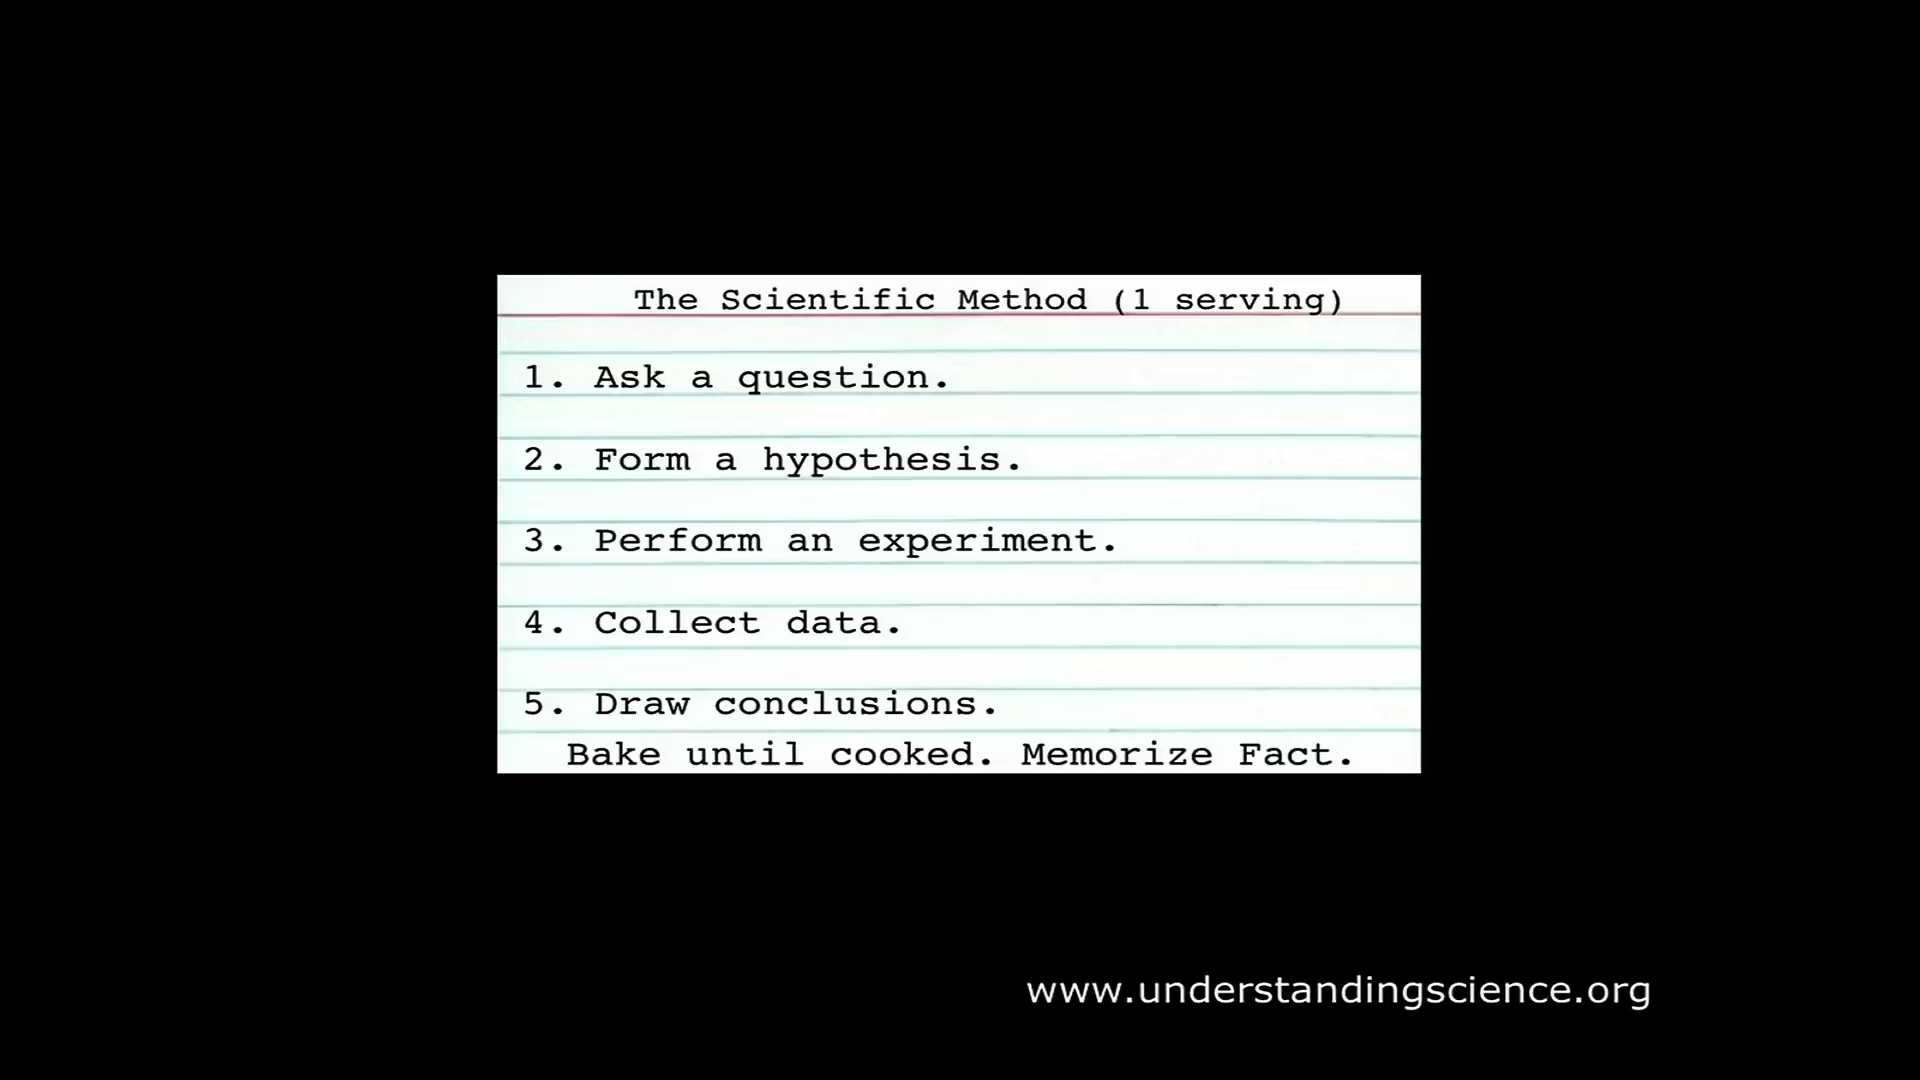 The Scientific Method (1 serving)
1. Ask a question.
2. Form a hypothesis.
3. Perform an experiment.
4. Collect data.
5. Draw conclusions.
Bake until cooked. Memorize Fact.
www.understandingscience.org